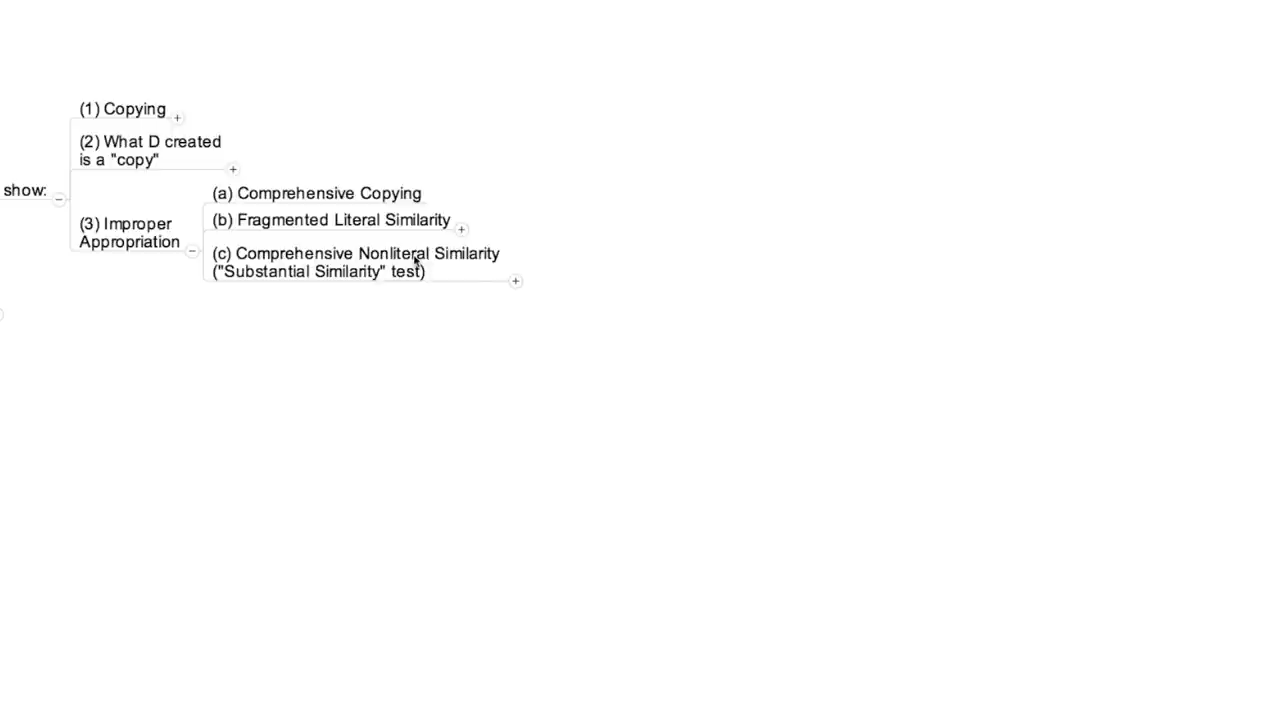 (1) Copying
(2) What D created
is a "copy"
show:
(3) Improper
Appropriation
(a) Comprehensive Copying
(b) Fragmented Literal Similarity
(c) Comprehensive Nonliteral Similarity
("Substantial Similarity" test)